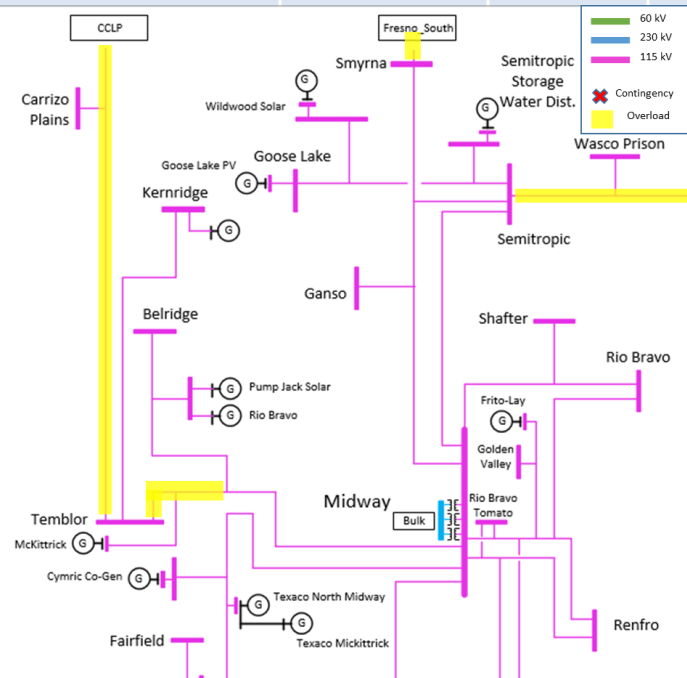 CCLP
Fresno_South
60 kV
230 kV
115 kV
Contingency
Overload
Smyrna
Semitropic
Storage
Water Dist.
Carrizo
Plains
Wildwood Solar
G
G
Wasco Prison
Goose Lake PV
Goose Lake
G
Kernridge
G
Semitropic
Ganso
Belridge
Shafter
Rio Bravo
G
Pump Jack Solar
G
Rio Bravo
Frito-Lay
G
Golden
Valley
Midway
Rio Bravo
Tomato
Bulk
Temblor
McKittrick
G
Cymric Co-Gen
G
G
Texaco North Midway
G
Texaco Mickittrick
Fairfield
Renfro